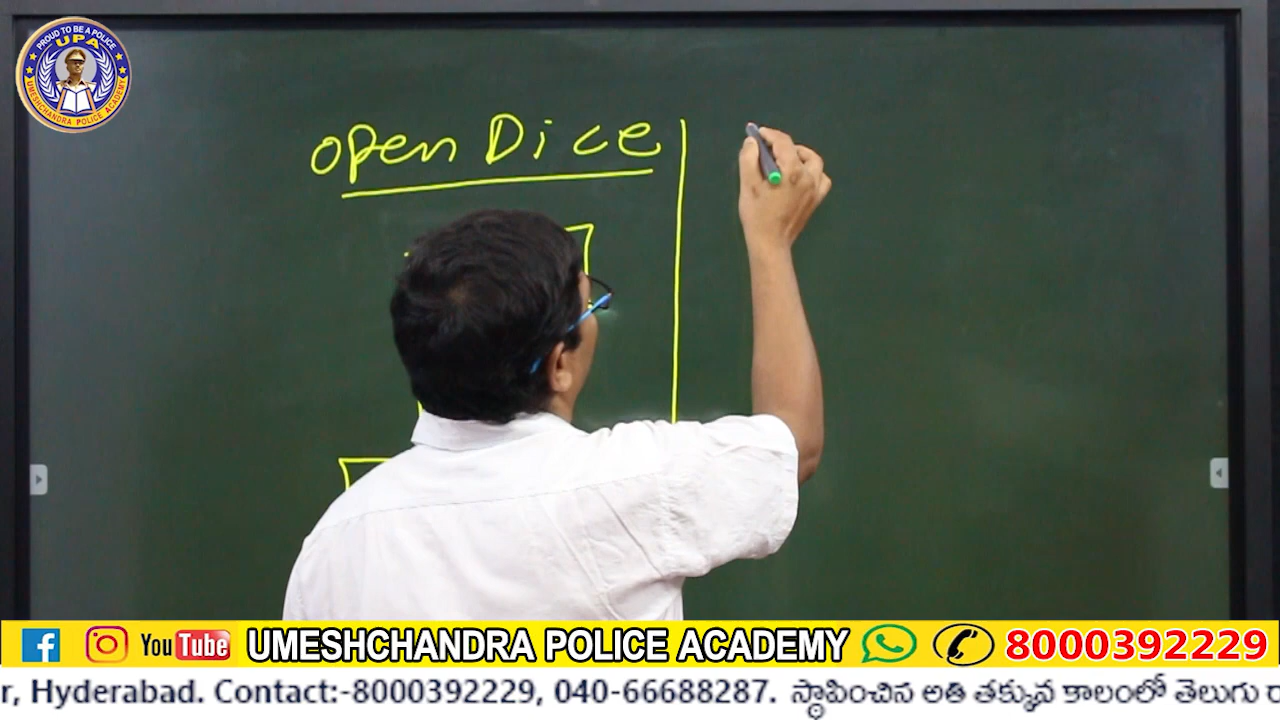 PROUD TO BE A POLICE
UPA
UMESHCHANDRA POLICE ACADEMY
open Dice
f
YouTube
UMESHCHANDRA POLICE ACADEMY
8000392229
r, Hyderabad. Contact:-8000392229, 040-66688287. స్థాపించిన అతి తక్కువ కాలంలో తెలుగు రా